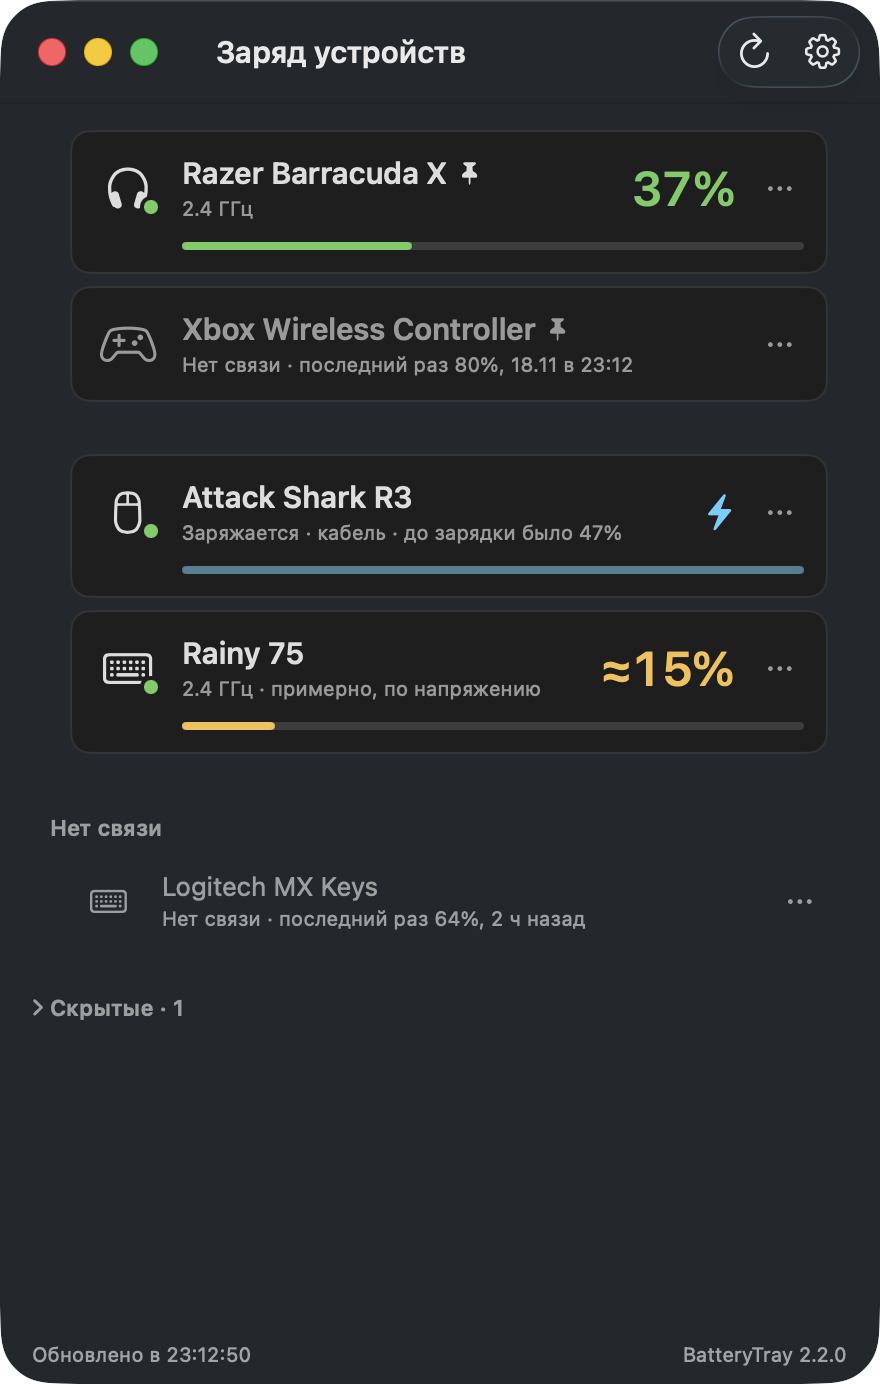 Заряд устройств
Razer Barracuda X
37%
2.4 ГГц
Xbox Wireless Controller
Нет связи · последний раз 80%, 18.11 в 23:12
Attack Shark R3
Заряжается · кабель · до зарядки было 47%
Rainy 75
≈15%
2.4 ГГц · примерно, по напряжению
Нет связи
Logitech MX Keys
Нет связи · последний раз 64%, 2 ч назад
Скрытые · 1
Обновлено в 23:12:50
BatteryTray 2.2.0